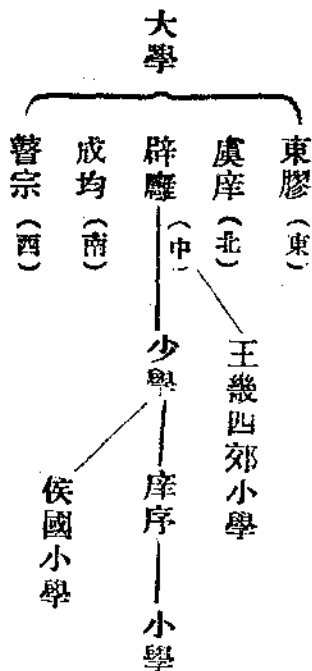 大學
東膠（東）
虞庠（北）
辟廱（中）
成均（南）
瞽宗（西）
王畿四郊小學
少學
侯國小學
庠序
小學